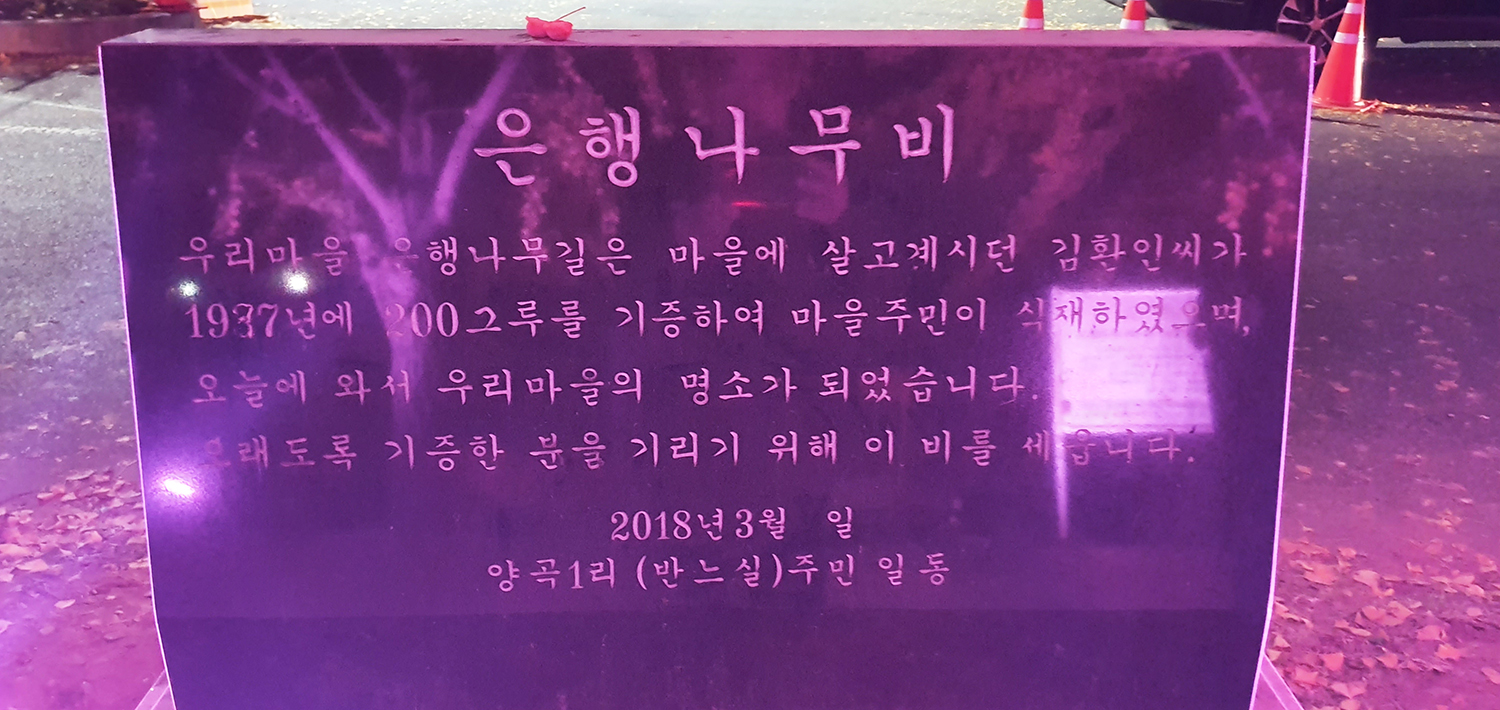 은행나무비
우리마을 은행나무길은 마을에 살고계시던 김환인씨가
년에 200그루를 기증하여 마을주민이 식재하였으며,
오늘에 와서 우리마을의 명소가 되었습니다.
오래도록 기증한 분을 기리기 위해 이 비를 세웁니다.
2018년 3월 일
양곡1리 (반느실)주민 일동